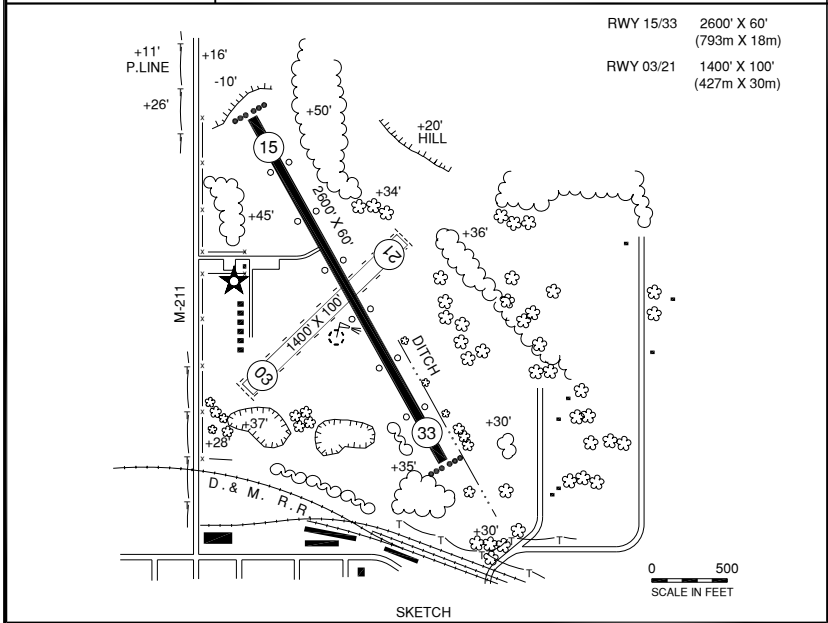 RWY 15/33 2600' X 60'
(793m X 18m)
RWY 03/21 1400' X 100'
(427m X 30m)
+11'
P.LINE
+16'
-10'
+26'
+50'
+20'
HILL
15
2600' X 60'
+34'
+45'
21
+36'
M-211
1400' X 100'
DITCH
03
+37'
33
+30'
+28'
+35'
D. & M. R.R.
+30'
T
T
T
T
T
0 500
SCALE IN FEET
SKETCH